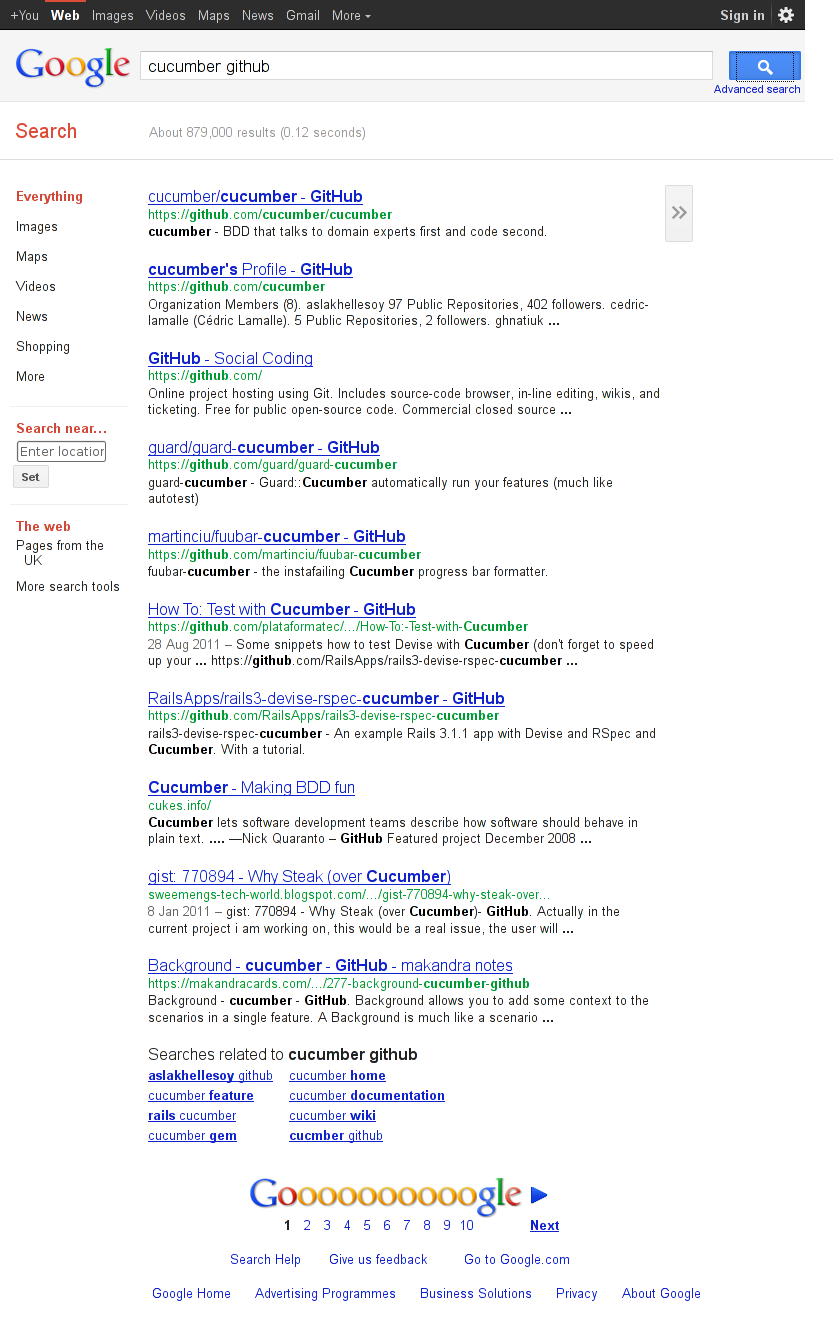 +You Web Images Videos Maps News Gmail More Sign in
Google cucumber github
Advanced search
Search About 879,000 results (0.12 seconds)
Everything
Images
Maps
Videos
News
Shopping
More
Search near...
Enter location
Set
The web
Pages from the
UK
More search tools
cucumber/cucumber - GitHub
https://github.com/cucumber/cucumber
cucumber - BDD that talks to domain experts first and code second.
cucumber's Profile - GitHub
https://github.com/cucumber
Organization Members (8). aslakhellesoy 97 Public Repositories, 402 followers. cedric-
lamalle (Cédric Lamalle). 5 Public Repositories, 2 followers. ghnatiuk ...
GitHub - Social Coding
https://github.com/
Online project hosting using Git. Includes source-code browser, in-line editing, wikis, and
ticketing. Free for public open-source code. Commercial closed source ...
guard/guard-cucumber - GitHub
https://github.com/guard/guard-cucumber
guard-cucumber - Guard::Cucumber automatically run your features (much like
autotest)
martinciu/fuubar-cucumber - GitHub
https://github.com/martinciu/fuubar-cucumber
fuubar-cucumber - the instafailing Cucumber progress bar formatter.
How To: Test with Cucumber - GitHub
https://github.com/plataformatec/.../How-To:-Test-with-Cucumber
28 Aug 2011 – Some snippets how to test Devise with Cucumber (don't forget to speed
up your ... https://github.com/RailsApps/rails3-devise-rspec-cucumber ...
RailsApps/rails3-devise-rspec-cucumber - GitHub
https://github.com/RailsApps/rails3-devise-rspec-cucumber
rails3-devise-rspec-cucumber - An example Rails 3.1.1 app with Devise and RSpec and
Cucumber. With a tutorial.
Cucumber - Making BDD fun
cukes.info/
Cucumber lets software development teams describe how software should behave in
plain text. .... —Nick Quaranto – GitHub Featured project December 2008 ...
gist: 770894 - Why Steak (over Cucumber)
sweemengs-tech-world.blogspot.com/.../gist-770894-why-steak-over...
8 Jan 2011 – gist: 770894 - Why Steak (over Cucumber)- GitHub. Actually in the
current project i am working on, this would be a real issue, the user will ...
Background - cucumber - GitHub - makandra notes
https://makandracards.com/.../277-background-cucumber-github
Background - cucumber - GitHub. Background allows you to add some context to the
scenarios in a single feature. A Background is much like a scenario ...
Searches related to cucumber github
aslakhellesoy github cucumber home
cucumber feature cucumber documentation
rails cucumber cucumber wiki
cucumber gem cucmber github
Goooooooooogle
1 2 3 4 5 6 7 8 9 10 Next
Search Help Give us feedback Go to Google.com
Google Home Advertising Programmes Business Solutions Privacy About Google